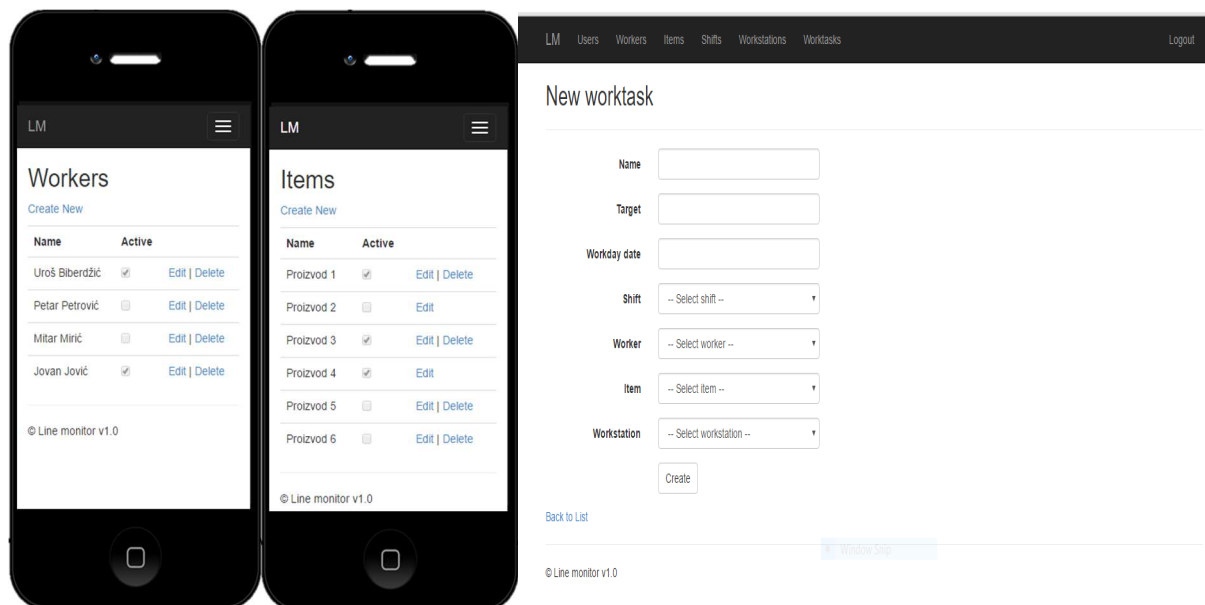 LM
Workers
Create New
Name Active
Uroš Biberdžić Edit | Delete
Petar Petrović Edit | Delete
Mitar Mirić Edit | Delete
Jovan Jović Edit | Delete
© Line monitor v1.0
LM
Items
Create New
Name Active
Proizvod 1 Edit | Delete
Proizvod 2 Edit
Proizvod 3 Edit | Delete
Proizvod 4 Edit
Proizvod 5 Edit | Delete
Proizvod 6 Edit | Delete
© Line monitor v1.0
LM Users Workers Items Shifts Workstations Worktasks Logout
New worktask
Name
Target
Workday date
Shift -- Select shift --
Worker -- Select worker --
Item -- Select item --
Workstation -- Select workstation --
Create
Back to List
Window Snip
© Line monitor v1.0